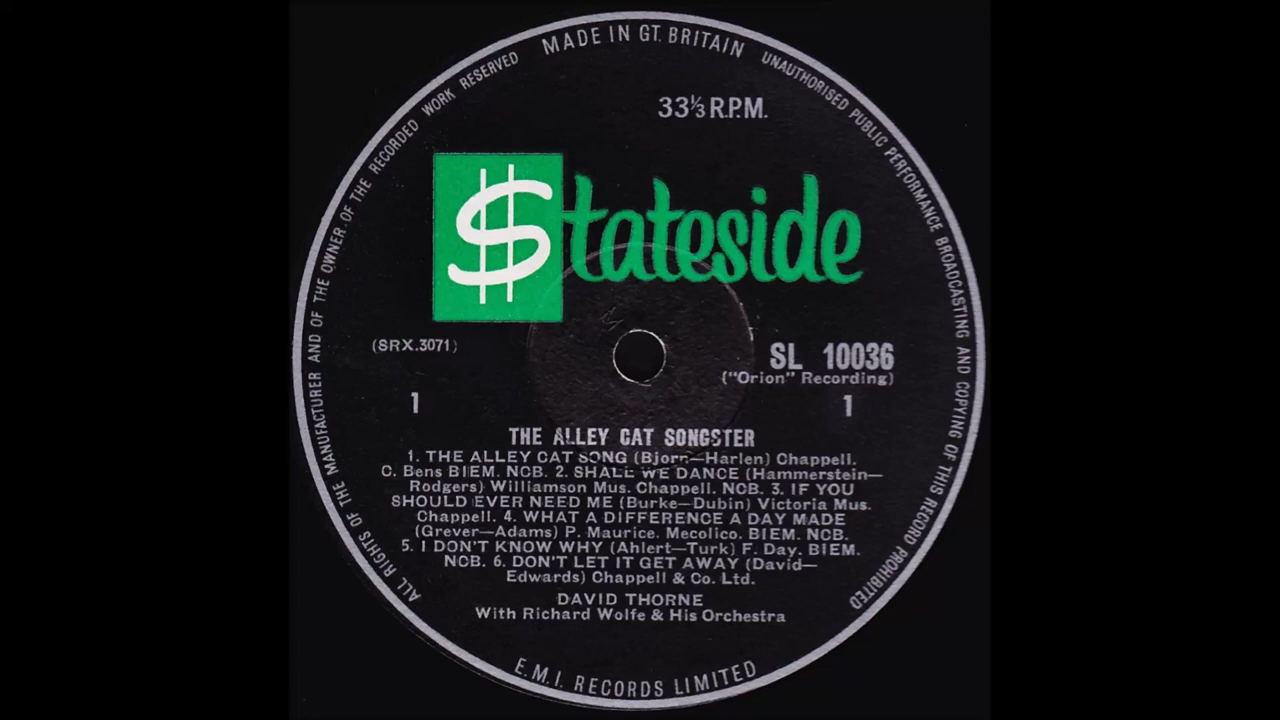 MADE IN GT. BRITAIN
UNAUTHORISED PUBLIC PERFORMANCE BROADCASTING AND COPYING OF THIS RECORD PROHIBITED
ALL RIGHTS OF THE MANUFACTURER AND OF THE OWNER OF THE RECORDED WORK RESERVED
33⅓ R.P.M.
$tateside
(SRX.3071)
SL 10036
("Orion" Recording)
1
1
THE ALLEY CAT SONGSTER
1. THE ALLEY CAT SONG (Bjorn—Harlen) Chappell.
C. Bens BIEM. NCB. 2. SHALL WE DANCE (Hammerstein—
Rodgers) Williamson Mus. Chappell. NCB. 3. IF YOU
SHOULD EVER NEED ME (Burke—Dubin) Victoria Mus.
Chappell. 4. WHAT A DIFFERENCE A DAY MADE
(Grever—Adams) P. Maurice. Mecolico. BIEM. NCB.
5. I DON'T KNOW WHY (Ahlert—Turk) F. Day. BIEM.
NCB. 6. DON'T LET IT GET AWAY (David—
Edwards) Chappell & Co. Ltd.
DAVID THORNE
With Richard Wolfe & His Orchestra
E.M.I. RECORDS LIMITED